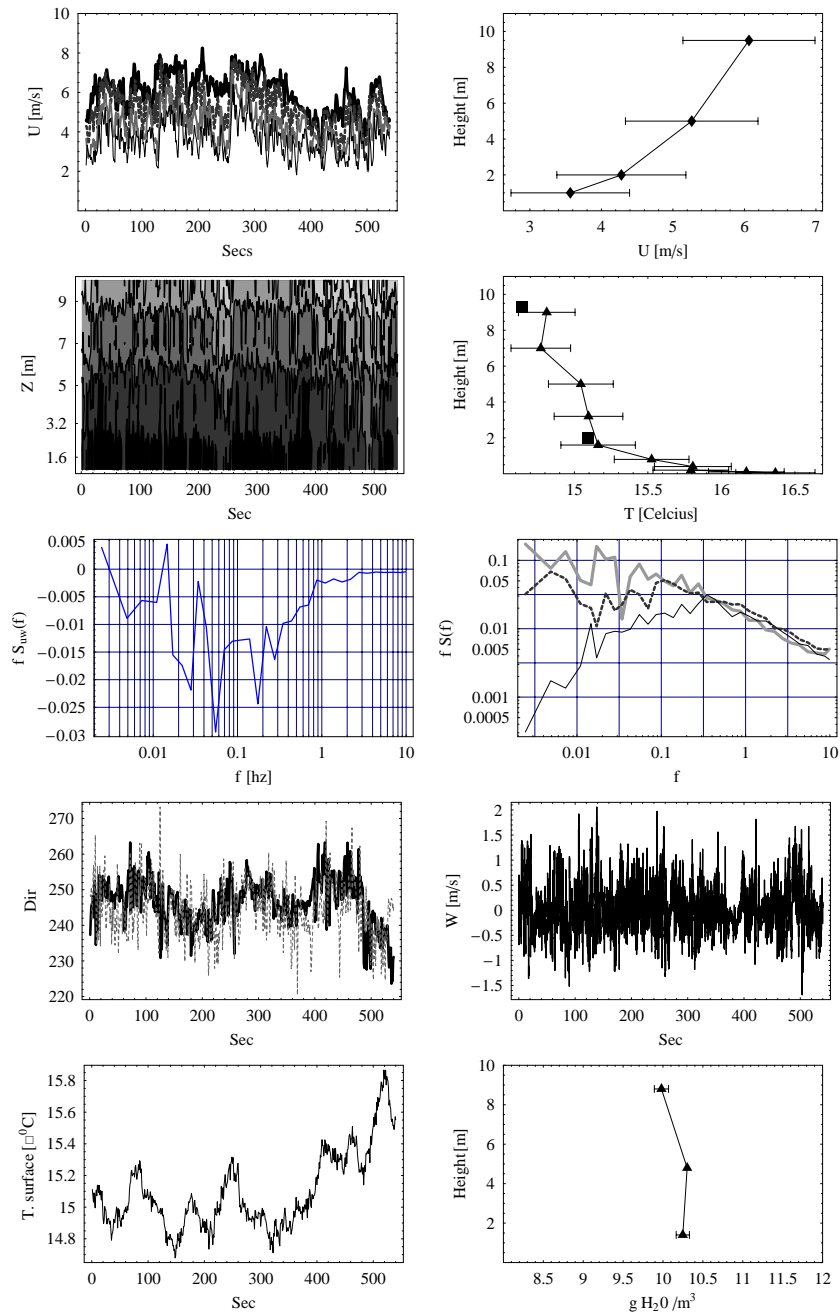 10
8
6
4
2
U [m/s]
0 100 200 300 400 500
Secs
10
8
6
4
2
Height [m]
3 4 5 6 7
U [m/s]
9
7
5
3.2
1.6
Z [m]
0 100 200 300 400 500
Sec
10
8
6
4
2
Height [m]
15 15.5 16 16.5
T [Celcius]
0.005
0
−0.005
−0.01
−0.015
−0.02
−0.025
−0.03
f Suw(f)
0.01 0.1 1 10
f [hz]
0.1
0.05
0.01
0.005
0.001
0.0005
f S(f)
0.01 0.1 1 10
f
270
260
250
240
230
220
Dir
0 100 200 300 400 500
Sec
2
1.5
1
0.5
0
−0.5
−1
−1.5
W [m/s]
0 100 200 300 400 500
Sec
15.8
15.6
15.4
15.2
15
14.8
T. surface [□⁰C]
0 100 200 300 400 500
Sec
10
8
6
4
2
Height [m]
8.5 9 9.5 10 10.5 11 11.5 12
g H₂0 /m³